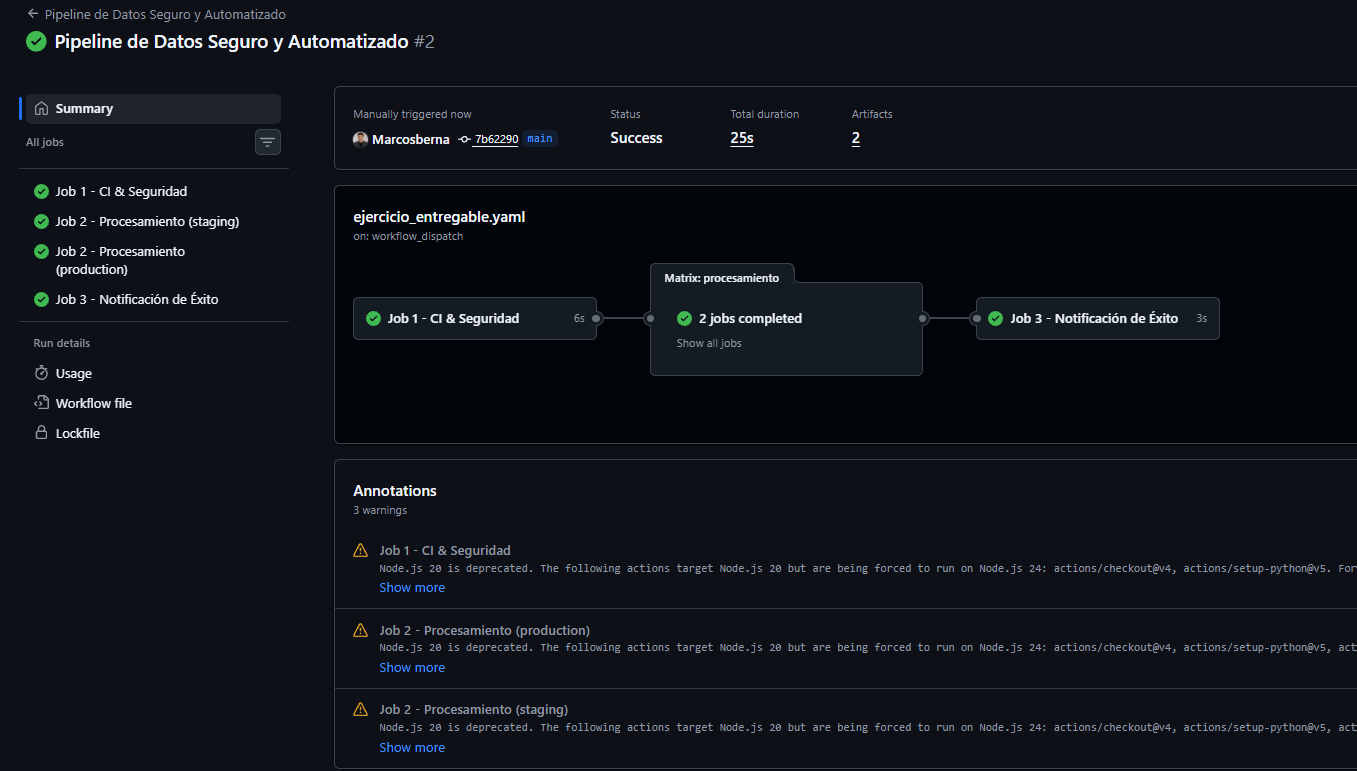 Pipeline de Datos Seguro y Automatizado
Pipeline de Datos Seguro y Automatizado #2
Summary
All jobs
Job 1 - CI & Seguridad
Job 2 - Procesamiento (staging)
Job 2 - Procesamiento
(production)
Job 3 - Notificación de Éxito
Run details
Usage
Workflow file
Lockfile
Manually triggered now
Marcosberna 7b62290 main
Status
Success
Total duration
25s
Artifacts
2
ejercicio_entregable.yaml
on: workflow_dispatch
Job 1 - CI & Seguridad 6s
Matrix: procesamiento
2 jobs completed
Show all jobs
Job 3 - Notificación de Éxito 3s
Annotations
3 warnings
Job 1 - CI & Seguridad
Node.js 20 is deprecated. The following actions target Node.js 20 but are being forced to run on Node.js 24: actions/checkout@v4, actions/setup-python@v5. For
Show more
Job 2 - Procesamiento (production)
Node.js 20 is deprecated. The following actions target Node.js 20 but are being forced to run on Node.js 24: actions/checkout@v4, actions/setup-python@v5, act
Show more
Job 2 - Procesamiento (staging)
Node.js 20 is deprecated. The following actions target Node.js 20 but are being forced to run on Node.js 24: actions/checkout@v4, actions/setup-python@v5, act
Show more